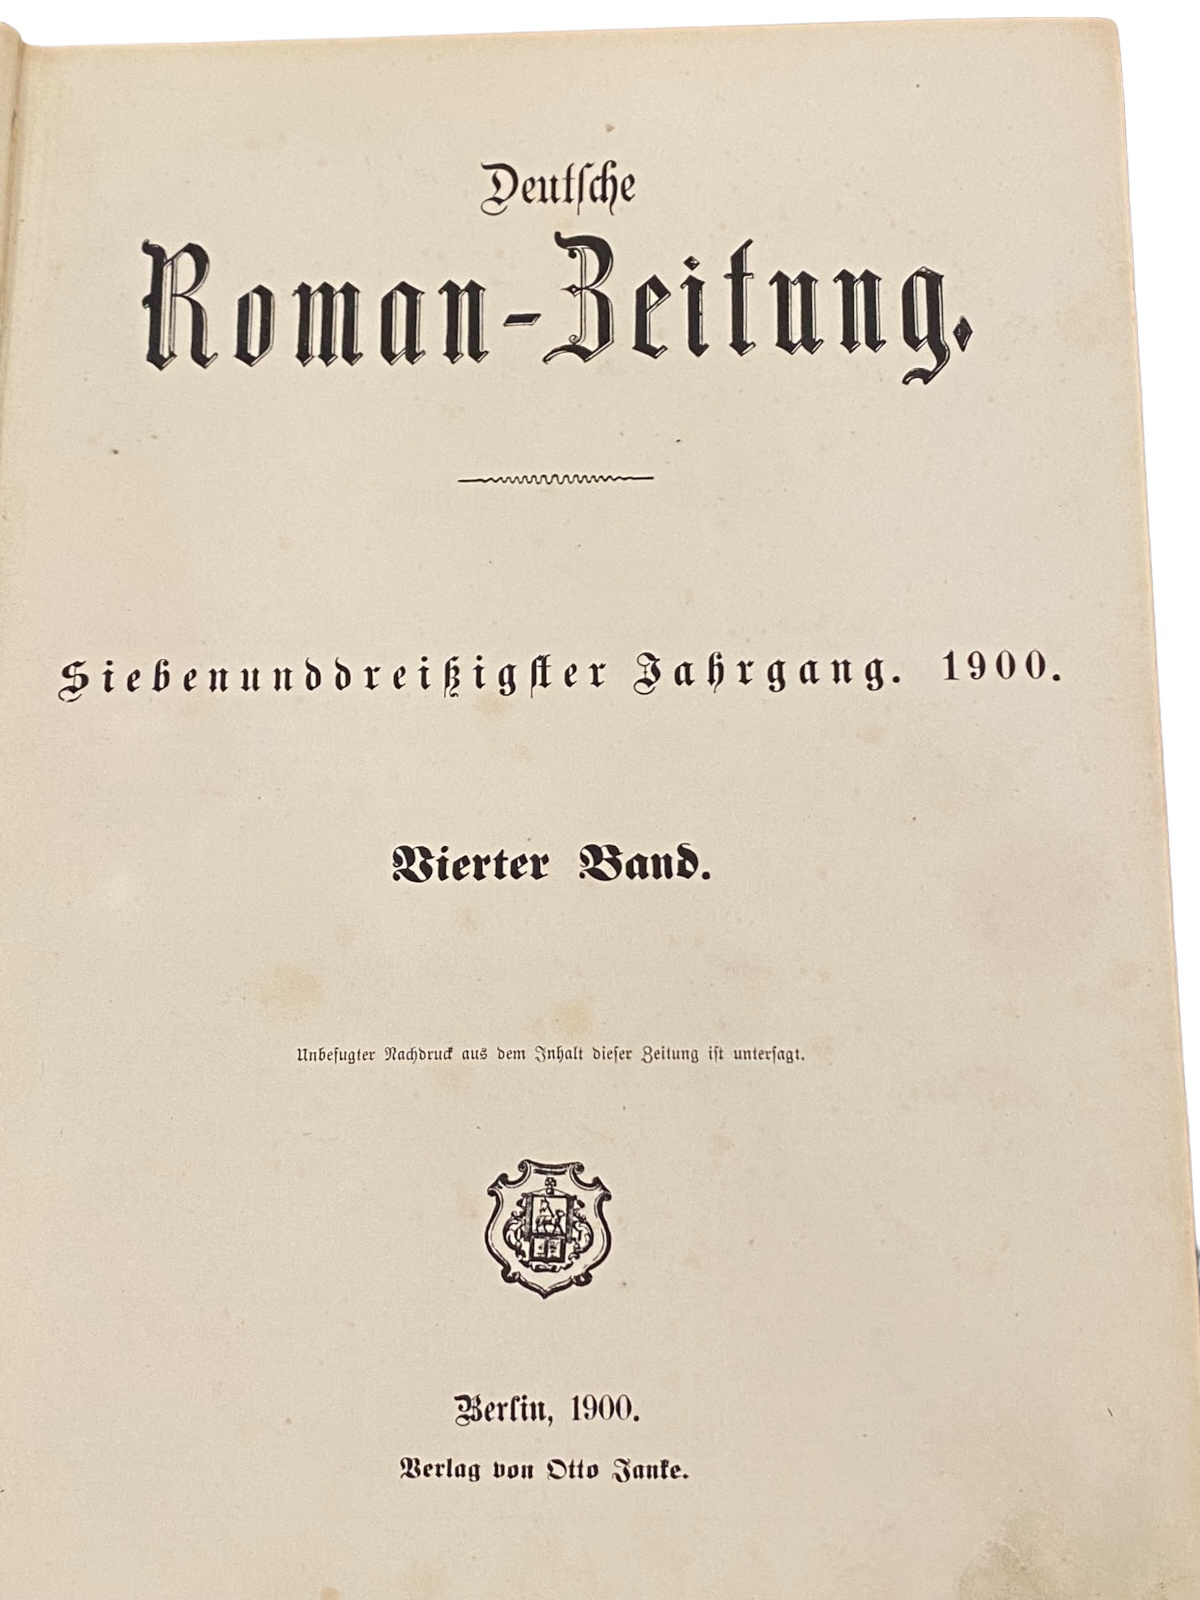 Deutſche
Roman-Zeitung.
Siebenunddreißigſter Jahrgang. 1900.
Vierter Band.
Unbefugter Nachdruck aus dem Inhalt dieſer Zeitung iſt unterſagt.
Berlin, 1900.
Verlag von Otto Janke.